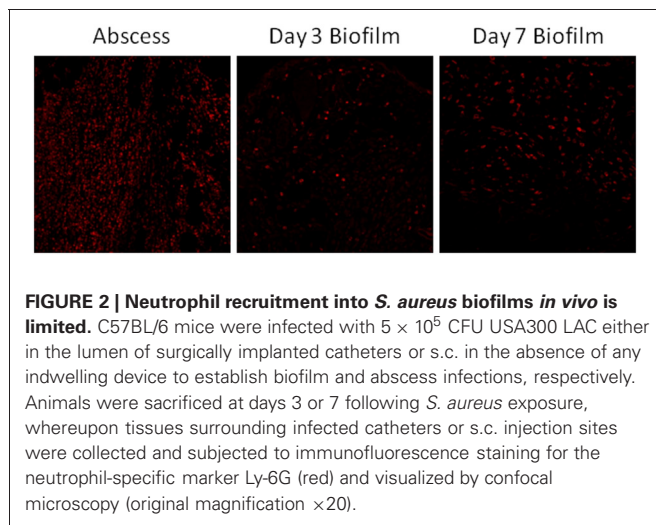 Abscess Day 3 Biofilm Day 7 Biofilm
FIGURE 2 | Neutrophil recruitment into S. aureus biofilms in vivo is
limited. C57BL/6 mice were infected with 5 × 10⁵ CFU USA300 LAC either
in the lumen of surgically implanted catheters or s.c. in the absence of any
indwelling device to establish biofilm and abscess infections, respectively.
Animals were sacrificed at days 3 or 7 following S. aureus exposure,
whereupon tissues surrounding infected catheters or s.c. injection sites
were collected and subjected to immunofluorescence staining for the
neutrophil-specific marker Ly-6G (red) and visualized by confocal
microscopy (original magnification ×20).